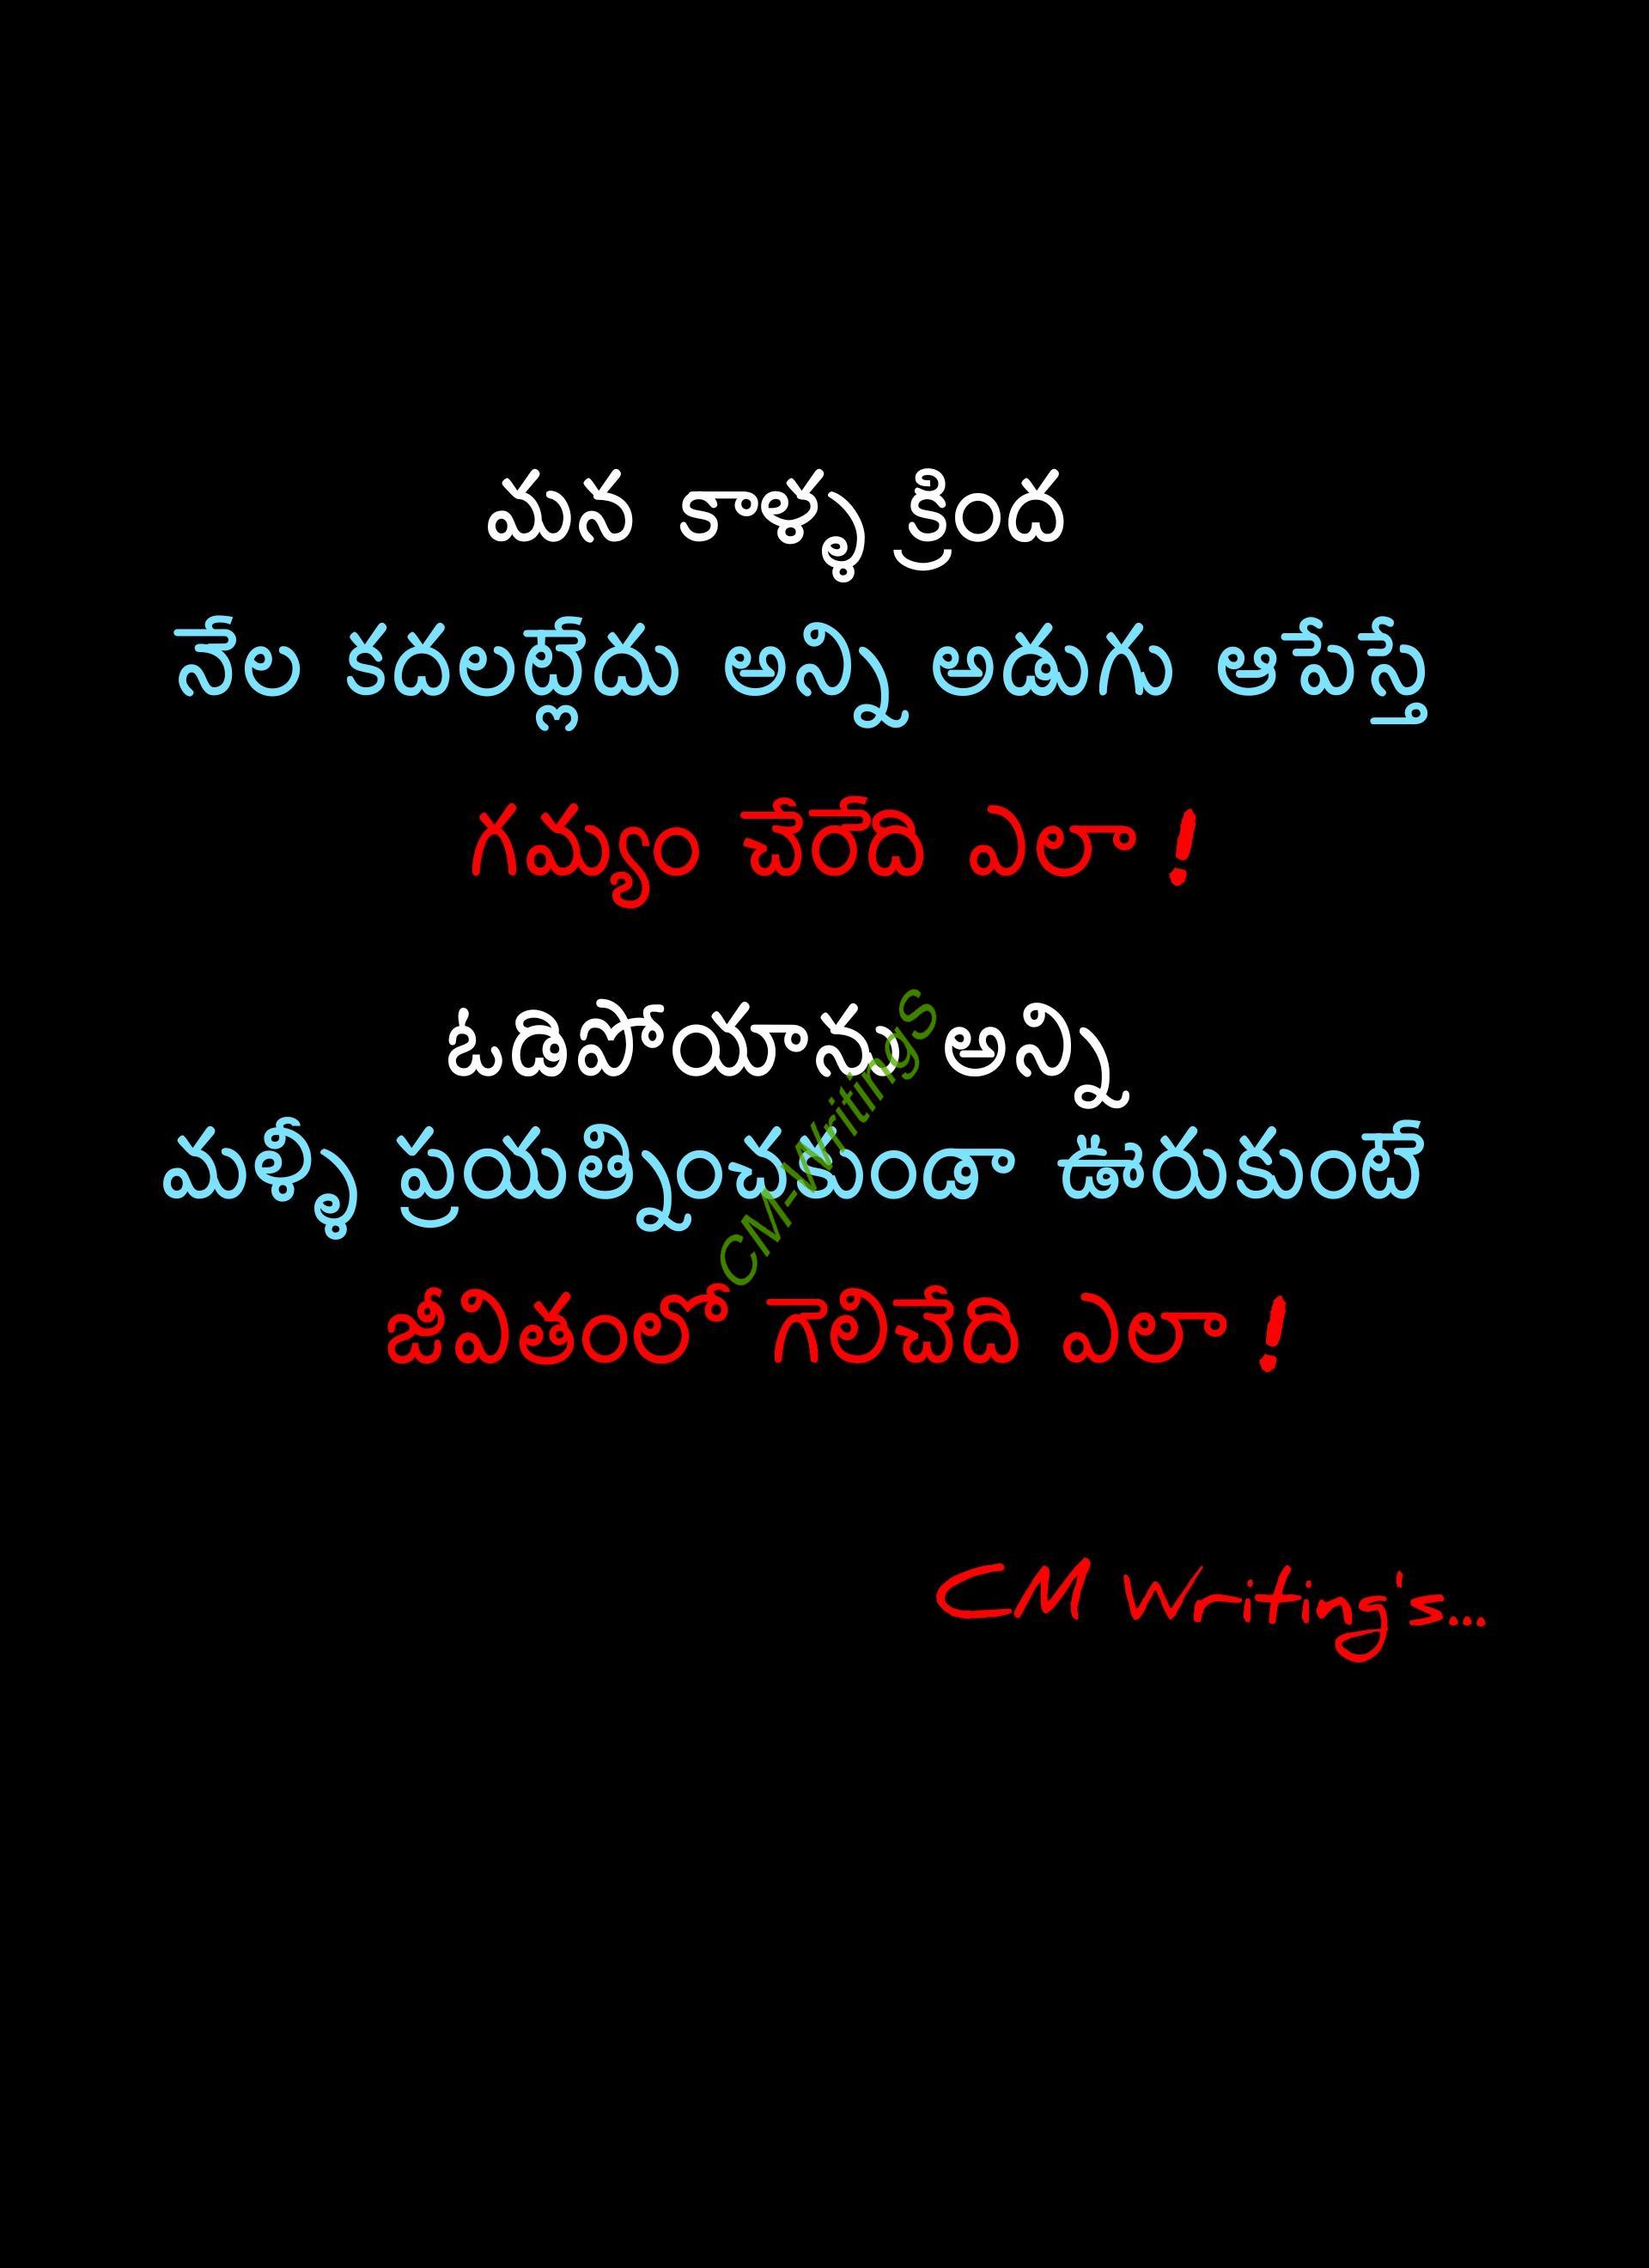 మన కాళ్ళ క్రింద
నేల కదలట్లేదు అన్ని అడుగు ఆపేస్తే
గమ్యం చేరేది ఎలా !
ఓడిపోయాను అన్ని
మళ్ళీ ప్రయత్నించకుండా ఊరుకుంటే
జీవితంలో గెలిచేది ఎలా !
CM-Writings
CM Writing's...